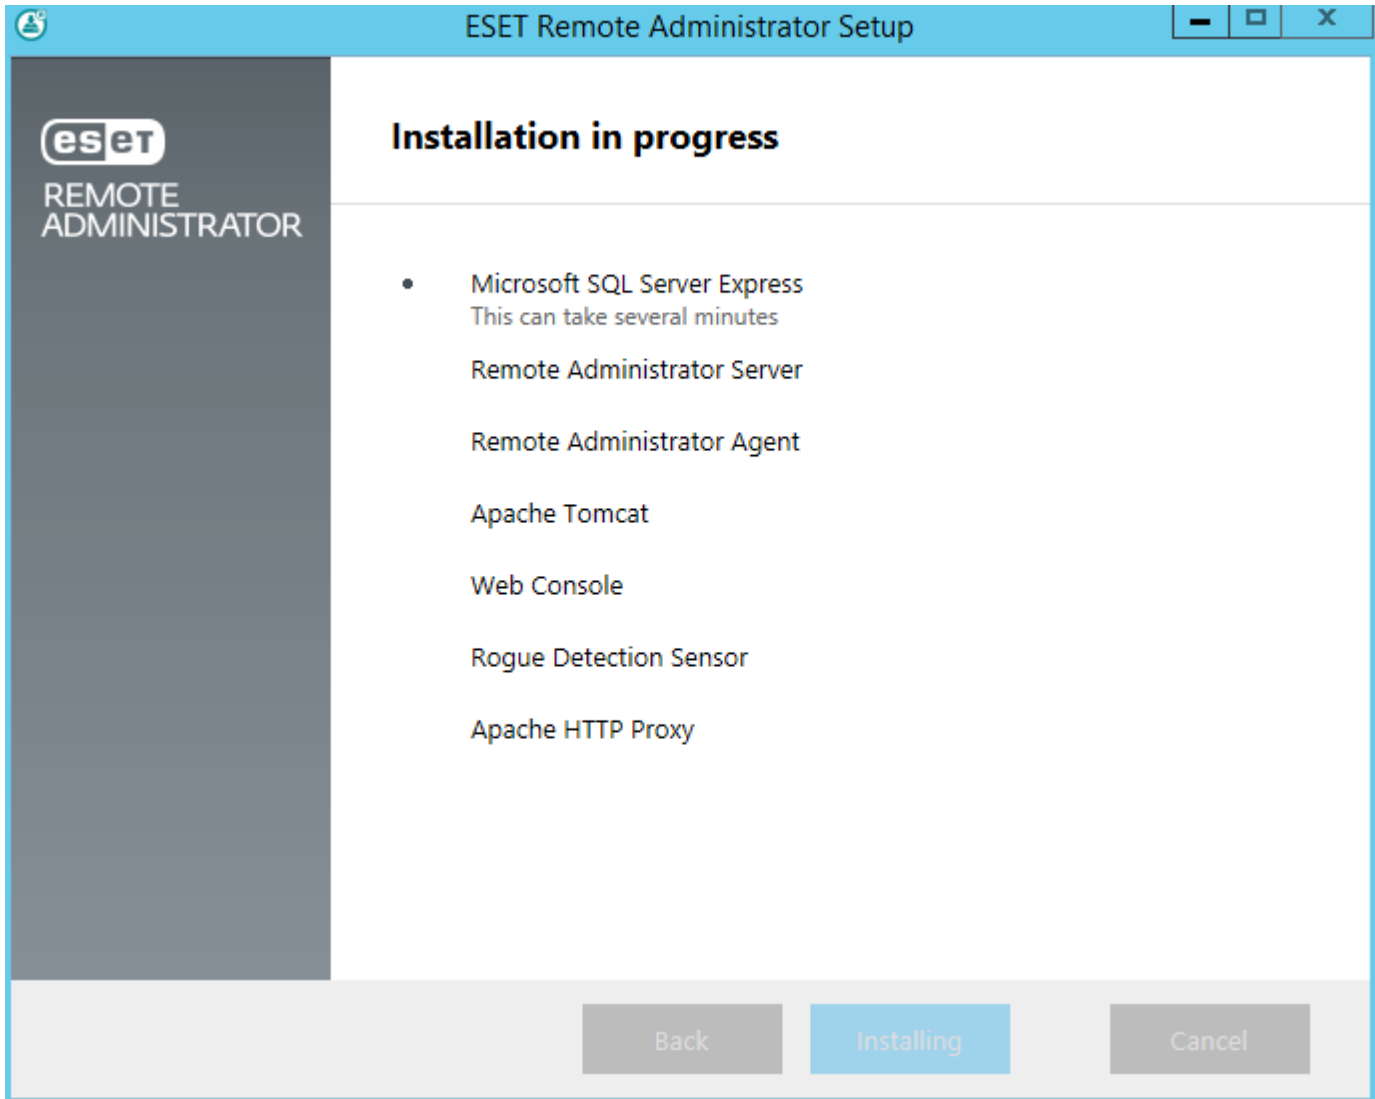 ESET Remote Administrator Setup
eset
REMOTE
ADMINISTRATOR
Installation in progress
• Microsoft SQL Server Express
This can take several minutes
Remote Administrator Server
Remote Administrator Agent
Apache Tomcat
Web Console
Rogue Detection Sensor
Apache HTTP Proxy
Back Installing Cancel